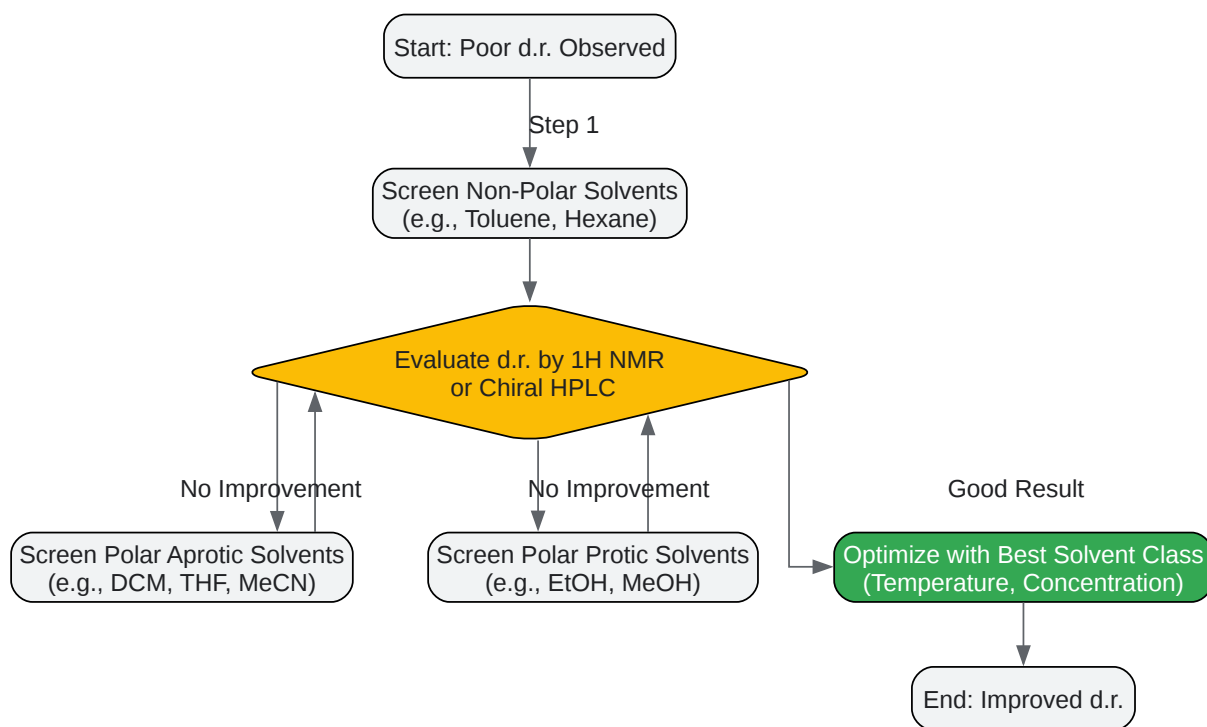 Start: Poor d.r. Observed
Step 1
Screen Non-Polar Solvents
(e.g., Toluene, Hexane)
Evaluate d.r. by 1H NMR
or Chiral HPLC
No Improvement
No Improvement
Good Result
Screen Polar Aprotic Solvents
(e.g., DCM, THF, MeCN)
Screen Polar Protic Solvents
(e.g., EtOH, MeOH)
Optimize with Best Solvent Class
(Temperature, Concentration)
End: Improved d.r.